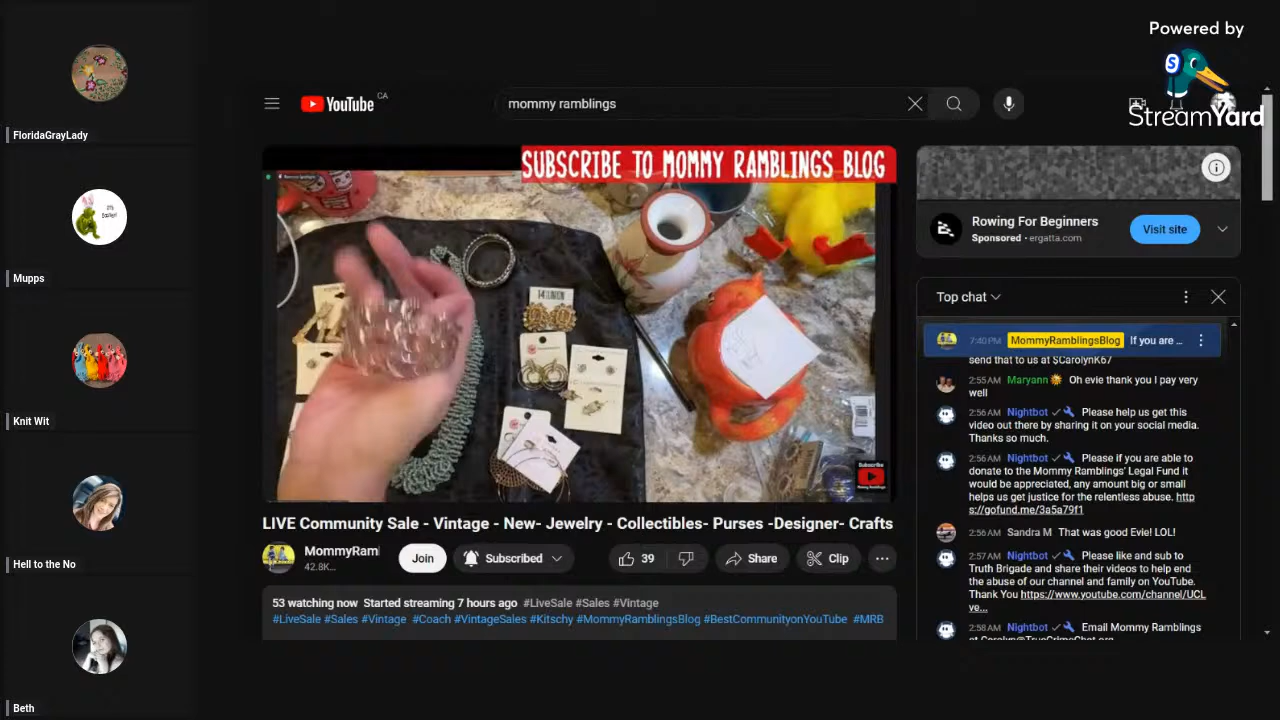 Powered by
StreamYard
FloridaGrayLady
Mupps
Knit Wit
Hell to the No
Beth
YouTube CA
mommy ramblings
SUBSCRIBE TO MOMMY RAMBLINGS BLOG
Subscribe
LIVE Community Sale - Vintage - New- Jewelry - Collectibles- Purses -Designer- Crafts
MommyRaml
42.8K...
Join
Subscribed
39
Share
Clip
53 watching now Started streaming 7 hours ago #LiveSale #Sales #Vintage
#LiveSale #Sales #Vintage #Coach #VintageSales #Kitschy #MommyRamblingsBlog #BestCommunityonYouTube #MRB
Rowing For Beginners
Sponsored · ergatta.com
Visit site
Top chat
7:40 PM MommyRamblingsBlog If you are ...
send that to us at $CarolynK67
2:55 AM Maryann Oh evie thank you I pay very
well
2:56 AM Nightbot Please help us get this
video out there by sharing it on your social media.
Thanks so much.
2:56 AM Nightbot Please if you are able to
donate to the Mommy Ramblings' Legal Fund it
would be appreciated, any amount big or small
helps us get justice for the relentless abuse. http
s://gofund.me/3a5a79f1
2:56 AM Sandra M That was good Evie! LOL!
2:57 AM Nightbot Please like and sub to
Truth Brigade and share their videos to help end
the abuse of our channel and family on YouTube.
Thank You https://www.youtube.com/channel/UCL
ve...
2:58 AM Nightbot Email Mommy Ramblings
at Carolyn@TrueCrimeChat.org